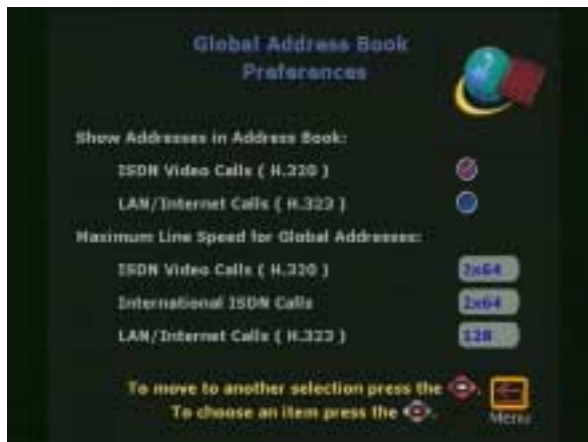 Global Address Book
Preferences
Show Addresses in Address Book:
ISDN Video Calls ( H.320 )
LAN/Internet Calls ( H.323 )
Maximum Line Speed for Global Addresses:
ISDN Video Calls ( H.320 )
2x64
International ISDN Calls
2x64
LAN/Internet Calls ( H.323 )
128
To move to another selection press the .
To choose an item press the .
Menu